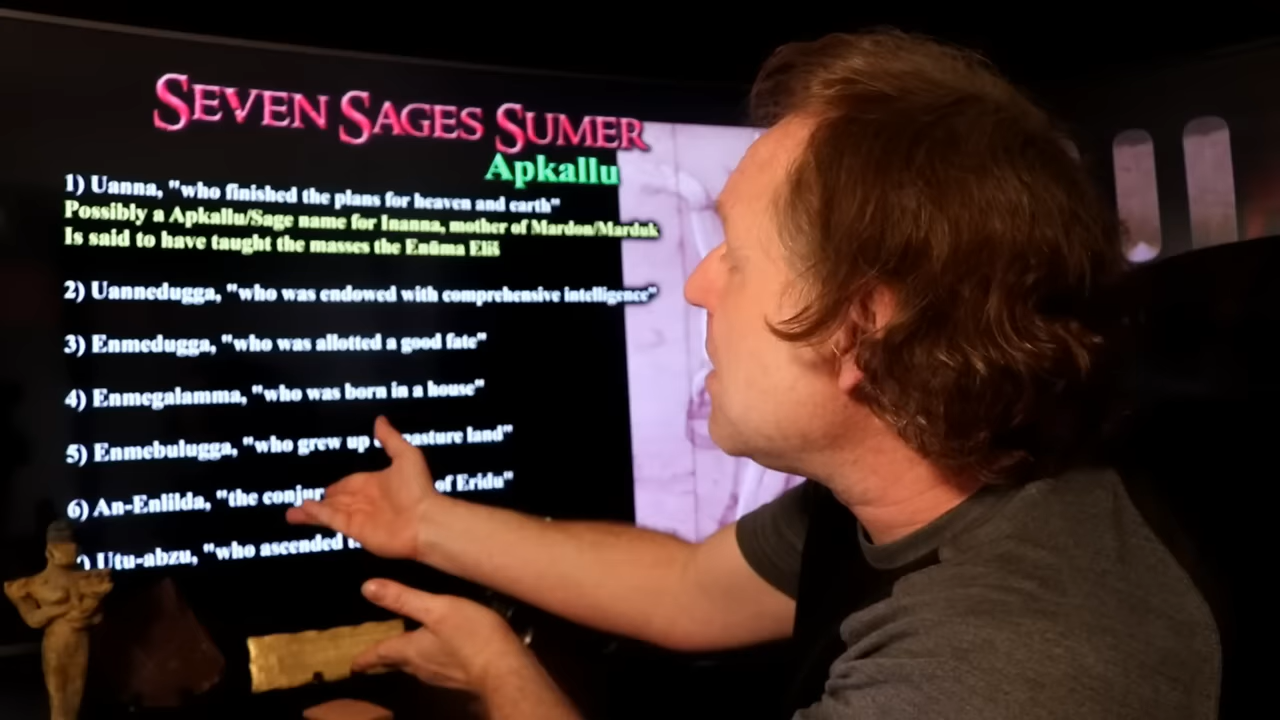 SEVEN SAGES SUMER
Apkallu
1) Uanna, "who finished the plans for heaven and earth"
Possibly a Apkallu/Sage name for Inanna, mother of Mardon/Marduk
Is said to have taught the masses the Enūma Eliš
2) Uannedugga, "who was endowed with comprehensive intelligence"
3) Enmedugga, "who was allotted a good fate"
4) Enmegalamma, "who was born in a house"
5) Enmebulugga, "who grew up pasture land"
6) An-Enlilda, "the of Eridu"
) Utu-abzu, "who ascended